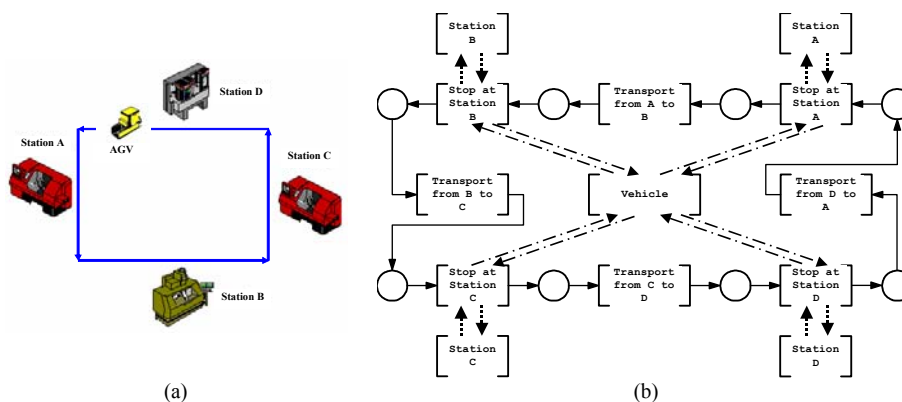 Station D
Station A
AGV
Station C
Station B
(a)
Station
B
Station
A
Stop at
Station
B
Transport
from A to
B
Stop at
Station
A
Transport
from B to
C
Vehicle
Transport
from D to
A
Stop at
Station
C
Transport
from C to
D
Stop at
Station
D
Station
C
Station
D
(b)